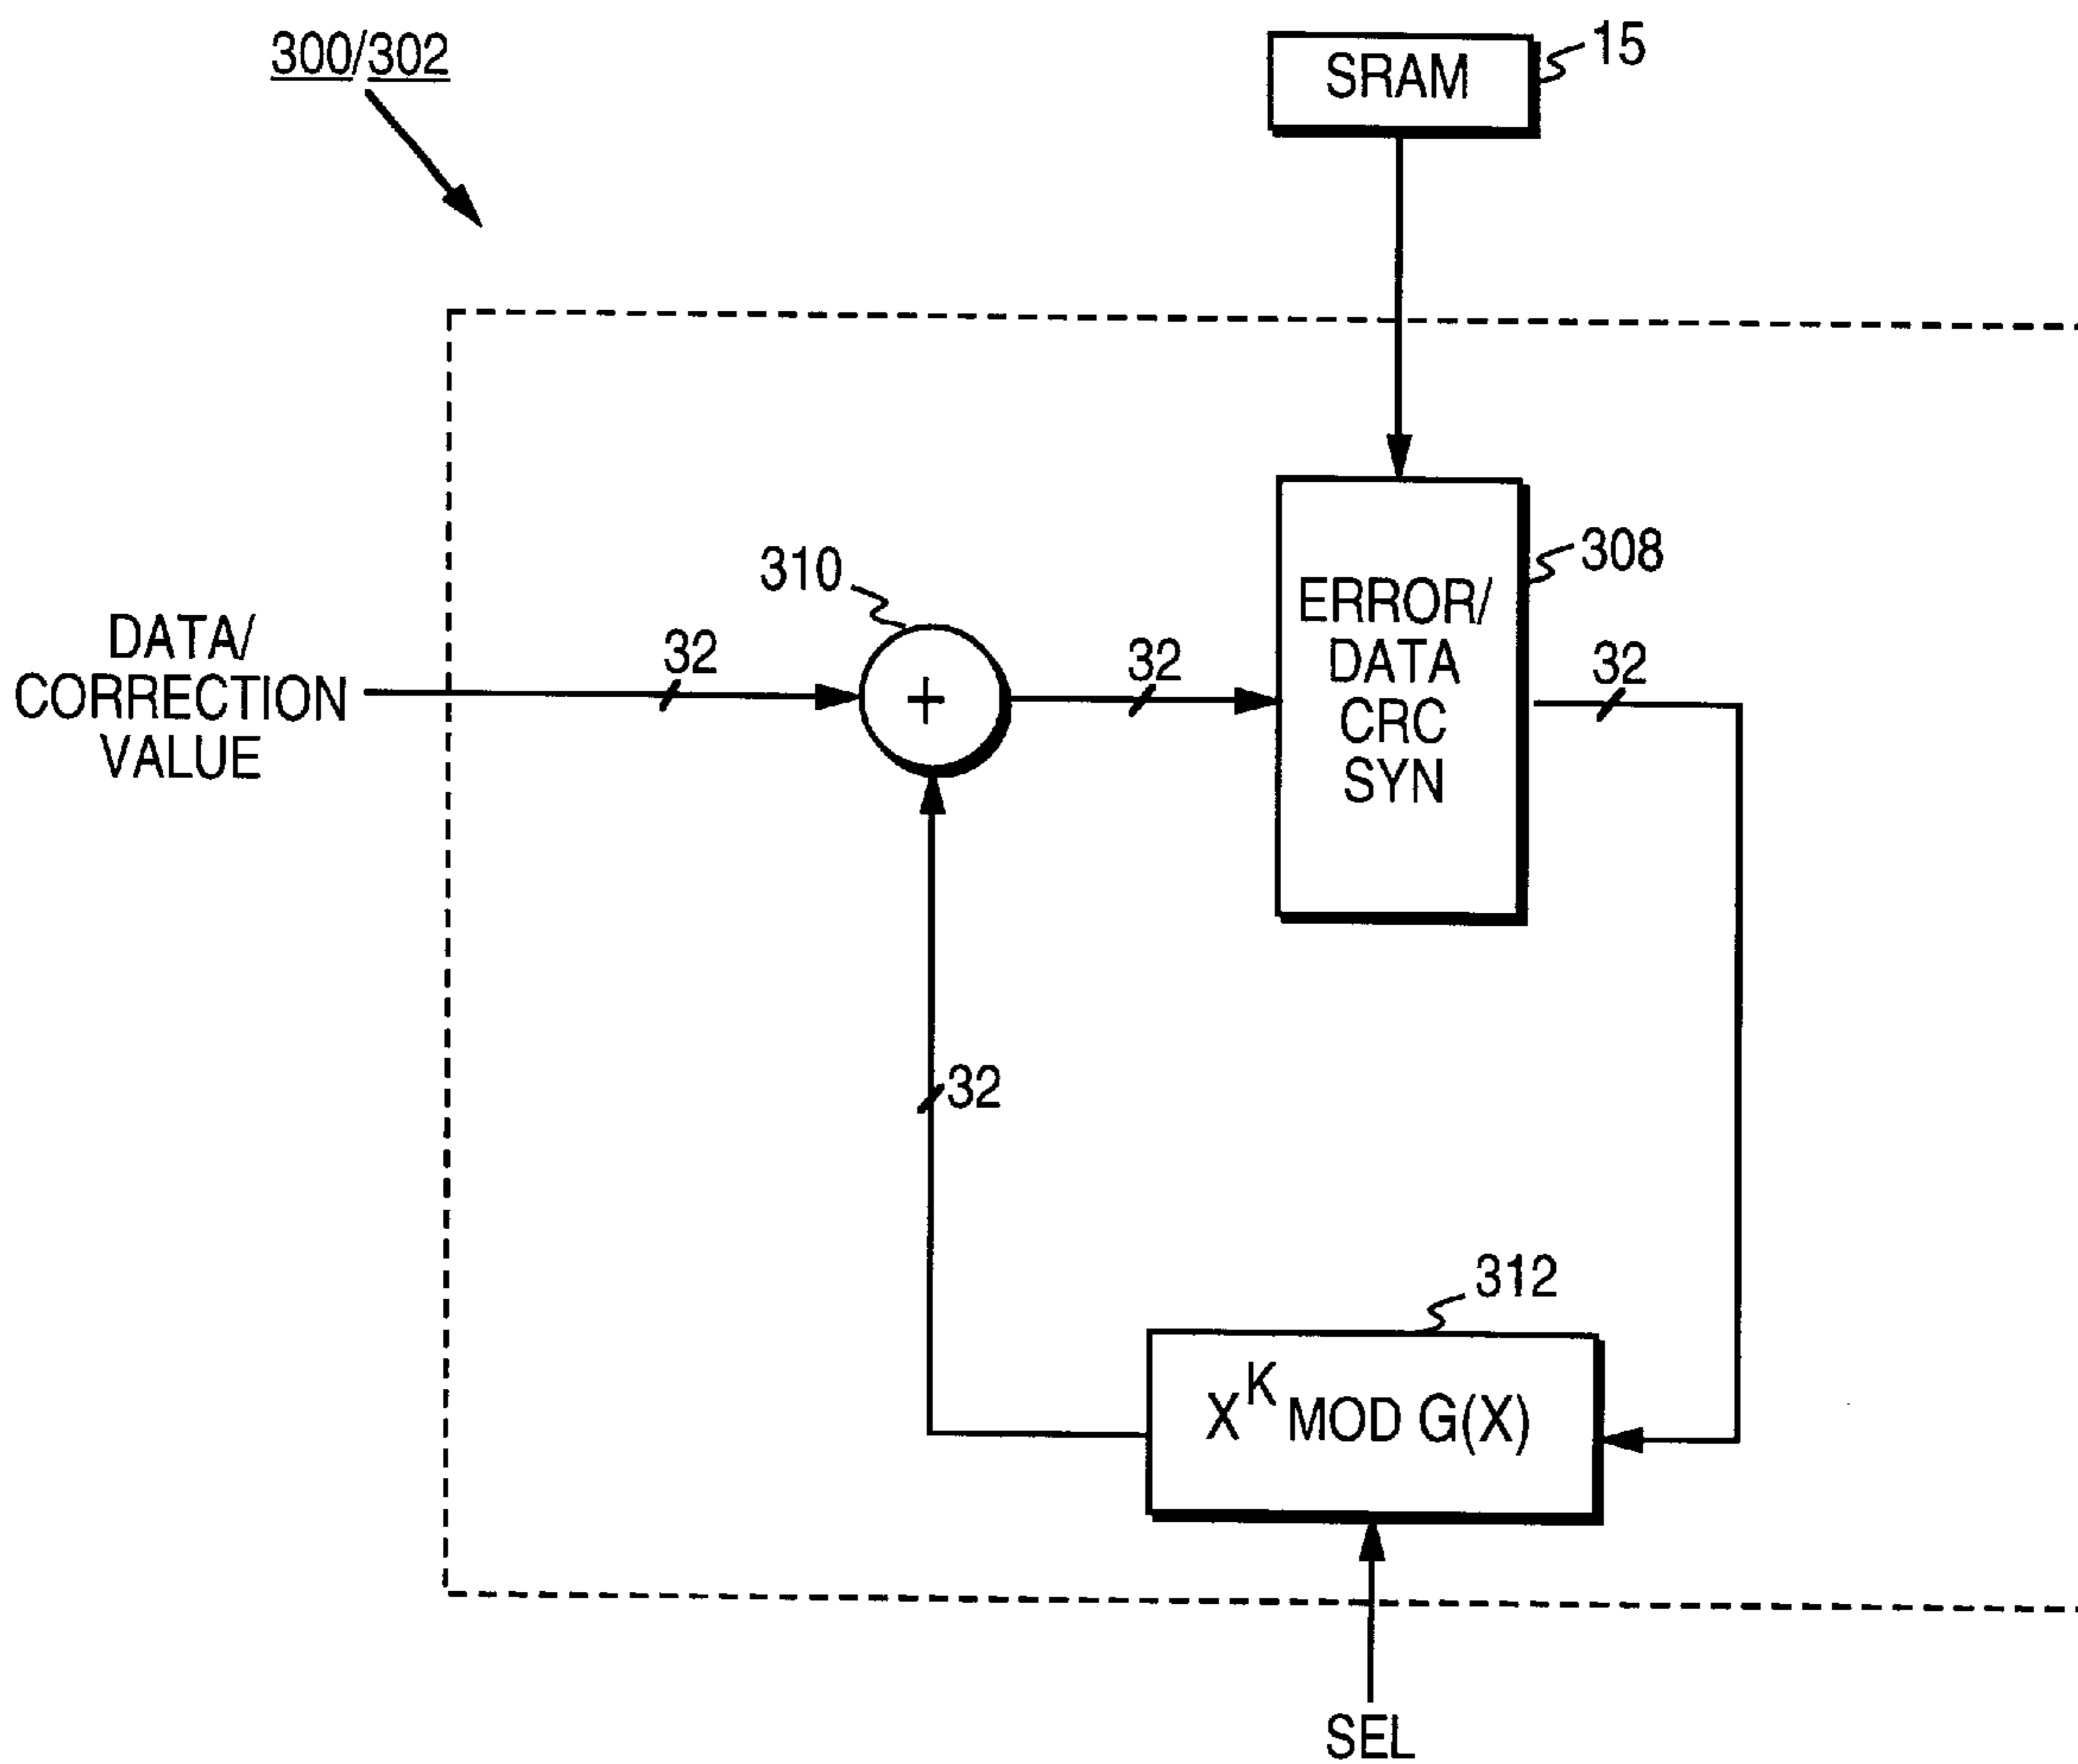 300/302
SRAM
15
310
308
DATA/
CORRECTION
VALUE
32
+
32
ERROR/
DATA
CRC
SYN
32
32
312
X^K MOD G(X)
SEL